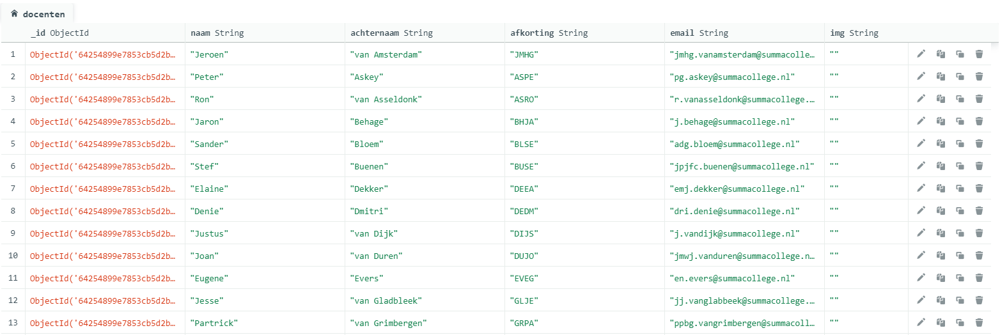 docenten
_id ObjectId naam String achternaam String afkorting String email String img String
1 ObjectId('64254899e7853cb5d2b… "Jeroen" "van Amsterdam" "JMHG" "jmhg.vanamsterdam@summacolle… ""
2 ObjectId('64254899e7853cb5d2b… "Peter" "Askey" "ASPE" "pg.askey@summacollege.nl" ""
3 ObjectId('64254899e7853cb5d2b… "Ron" "van Asseldonk" "ASRO" "r.vanasseldonk@summacollege.… ""
4 ObjectId('64254899e7853cb5d2b… "Jaron" "Behage" "BHJA" "j.behage@summacollege.nl" ""
5 ObjectId('64254899e7853cb5d2b… "Sander" "Bloem" "BLSE" "adg.bloem@summacollege.nl" ""
6 ObjectId('64254899e7853cb5d2b… "Stef" "Buenen" "BUSE" "jpjfc.buenen@summacollege.nl" ""
7 ObjectId('64254899e7853cb5d2b… "Elaine" "Dekker" "DEEA" "emj.dekker@summacollege.nl" ""
8 ObjectId('64254899e7853cb5d2b… "Denie" "Dmitri" "DEDM" "dri.denie@summacollege.nl" ""
9 ObjectId('64254899e7853cb5d2b… "Justus" "van Dijk" "DIJS" "j.vandijk@summacollege.nl" ""
10 ObjectId('64254899e7853cb5d2b… "Joan" "van Duren" "DUJO" "jmwj.vanduren@summacollege.n… ""
11 ObjectId('64254899e7853cb5d2b… "Eugene" "Evers" "EVEG" "en.evers@summacollege.nl" ""
12 ObjectId('64254899e7853cb5d2b… "Jesse" "van Gladbleek" "GLJE" "jj.vanglabbeek@summacollege.… ""
13 ObjectId('64254899e7853cb5d2b… "Partrick" "van Grimbergen" "GRPA" "ppbg.vangrimbergen@summacoll… ""